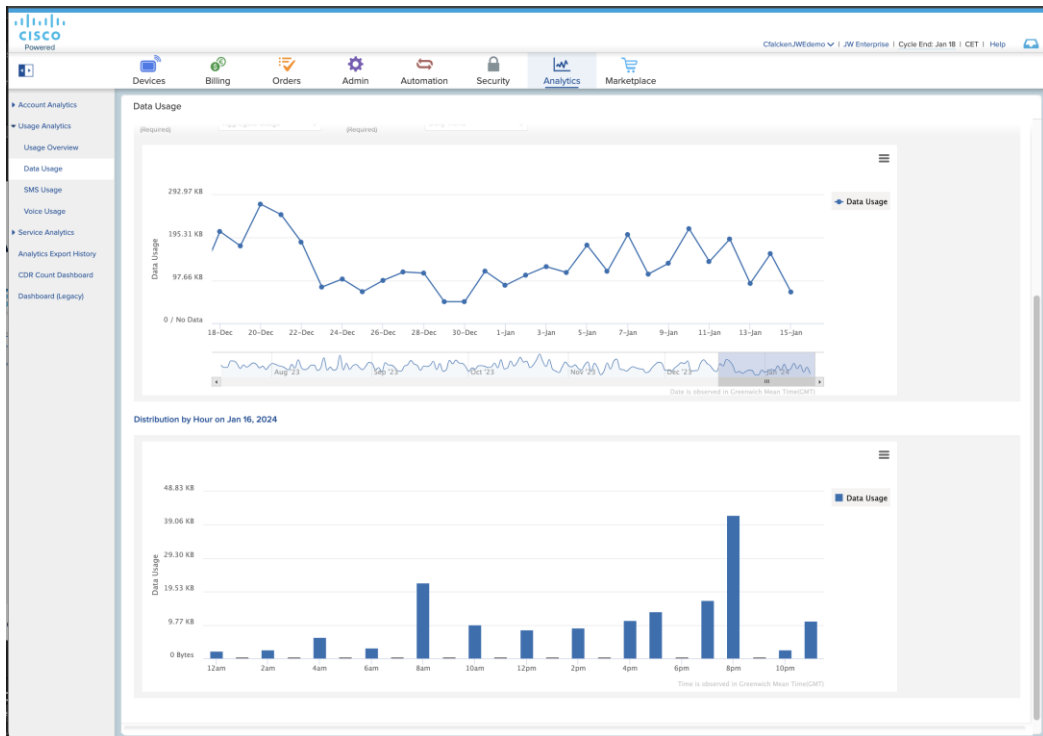 CISCO
Powered
CfalckenJWEdemo | JW Enterprise | Cycle End: Jan 18 | CET | Help
Devices Billing Orders Admin Automation Security Analytics Marketplace
Account Analytics
Usage Analytics
Usage Overview
Data Usage
SMS Usage
Voice Usage
Service Analytics
Analytics Export History
CDR Count Dashboard
Dashboard (Legacy)
Data Usage
(Required) (Required)
292.97 KB
195.31 KB
97.66 KB
0 / No Data
Data Usage
Data Usage
18-Dec 20-Dec 22-Dec 24-Dec 26-Dec 28-Dec 30-Dec 1-Jan 3-Jan 5-Jan 7-Jan 9-Jan 11-Jan 13-Jan 15-Jan
Aug '23 Sep '23 Oct '23 Nov '23 Dec '23 Jan '24
Date is observed in Greenwich Mean Time(GMT)
Distribution by Hour on Jan 16, 2024
48.83 KB
39.06 KB
29.30 KB
19.53 KB
9.77 KB
0 Bytes
Data Usage
Data Usage
12am 2am 4am 6am 8am 10am 12pm 2pm 4pm 6pm 8pm 10pm
Time is observed in Greenwich Mean Time(GMT)